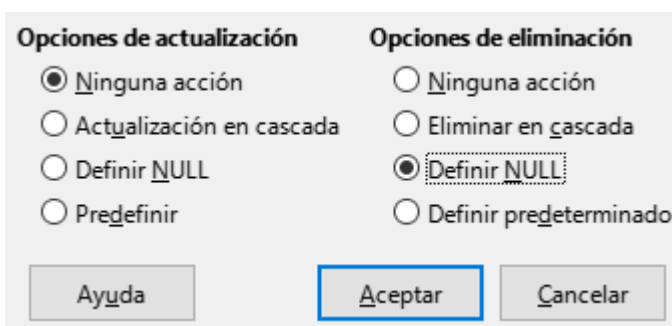 Opciones de actualización
Ninguna acción
Actualización en cascada
Definir NULL
Predefinir
Opciones de eliminación
Ninguna acción
Eliminar en cascada
Definir NULL
Definir predeterminado
Ayuda
Aceptar
Cancelar